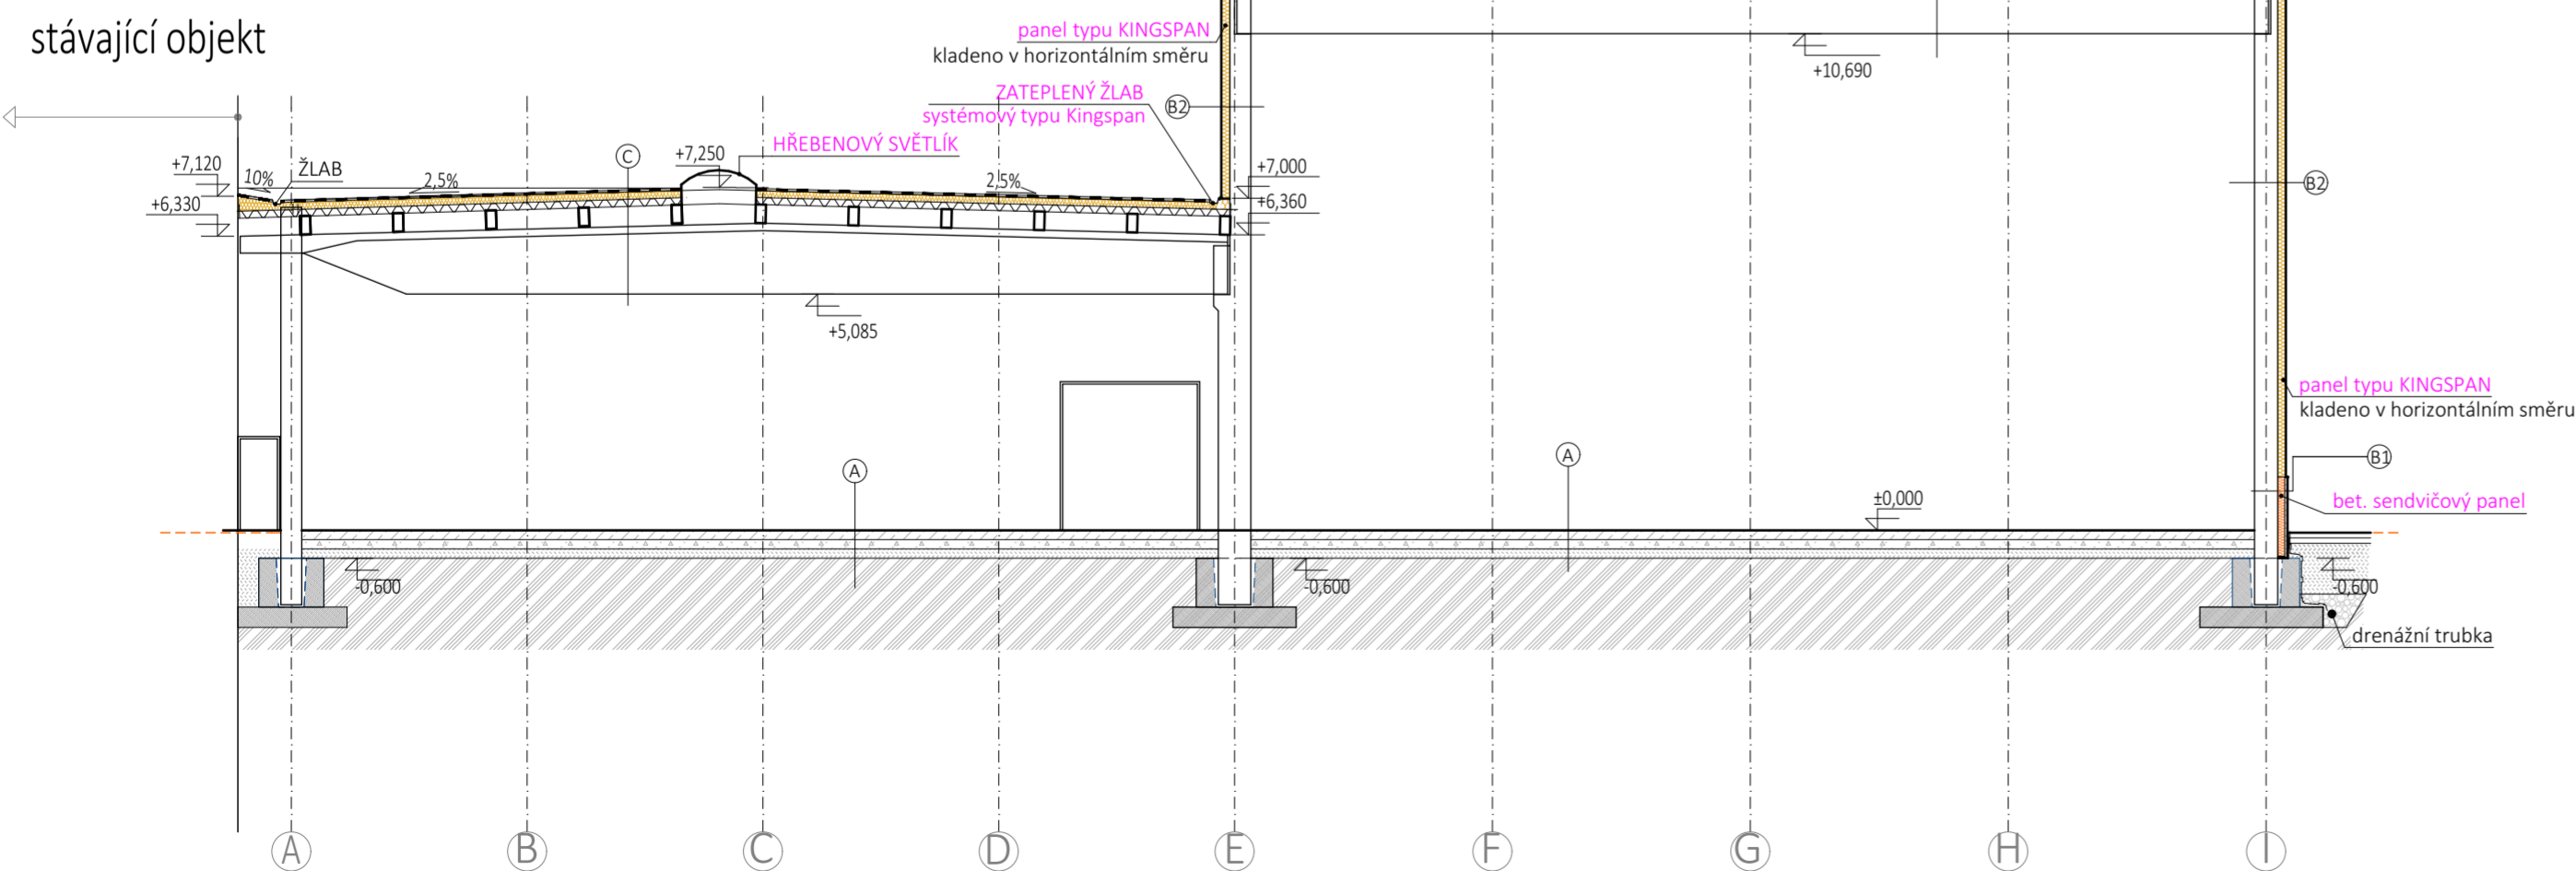 stávající objekt
panel typu KINGSPAN
kladeno v horizontálním směru
+10,690
ZATEPLENÝ ŽLAB
systémový typu Kingspan
B2
HŘEBENOVÝ SVĚTLÍK
+7,120
10%
ŽLAB
2,5%
C
+7,250
2,5%
+7,000
B2
+6,330
+6,360
+5,085
panel typu KINGSPAN
kladeno v horizontálním směru
A
A
B1
±0,000
bet. sendvičový panel
-0,600
-0,600
-0,600
drenážní trubka
A
B
C
D
E
F
G
H
I